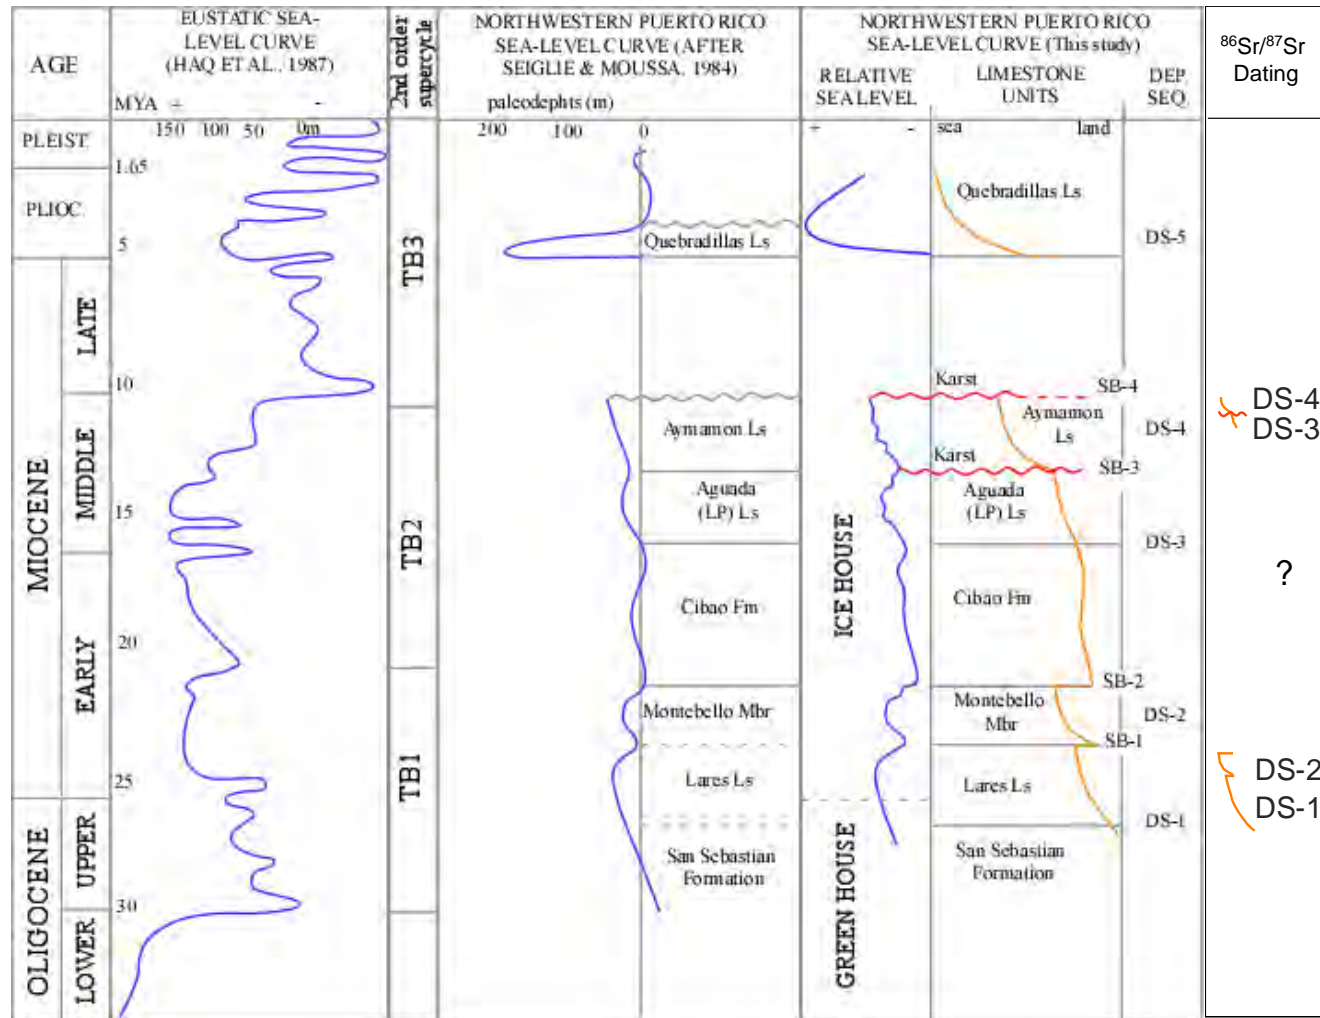 AGE
EUSTATIC SEA-
LEVEL CURVE
(HAQ ET AL., 1987)
MYA + -
2nd order
supercycle
NORTHWESTERN PUERTO RICO
SEA-LEVEL CURVE (AFTER
SEIGLIE & MOUSSA, 1984)
paleodephts (m)
NORTHWESTERN PUERTO RICO
SEA-LEVEL CURVE (This study)
RELATIVE
SEA LEVEL
LIMESTONE
UNITS
DEP.
SEQ.
86Sr/87Sr
Dating
150 100 50 0m
200 100 0
+ - sea land
PLEIST.
1.65
PLIOC.
5
MIOCENE
LATE
10
MIDDLE
15
EARLY
20
25
OLIGOCENE
UPPER
30
LOWER
TB3
TB2
TB1
Quebradillas Ls
Aymamon Ls
Aguada
(LP) Ls
Cibao Fm
Montebello Mbr
Lares Ls
San Sebastian
Formation
ICE HOUSE
GREEN HOUSE
Quebradillas Ls
DS-5
Karst
SB-4
Aymamon
Ls
DS-4
Karst
SB-3
Aguada
(LP) Ls
DS-3
Cibao Fm
SB-2
Montebello
Mbr
DS-2
SB-1
Lares Ls
DS-1
San Sebastian
Formation
DS-4
DS-3
?
DS-2
DS-1